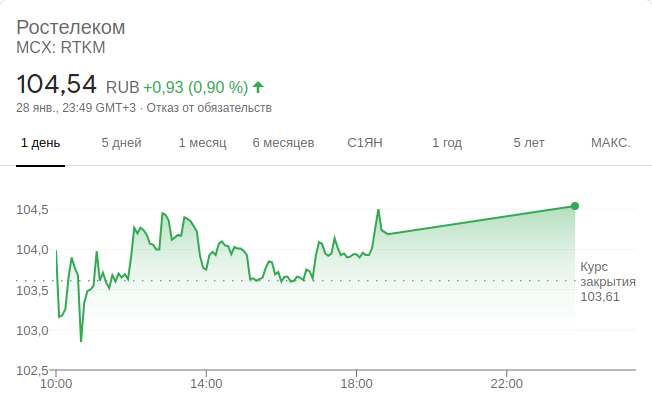 Ростелеком
MCX: RTKM
104,54 RUB +0,93 (0,90 %)
28 янв., 23:49 GMT+3 · Отказ от обязательств
1 день 5 дней 1 месяц 6 месяцев С1ЯН 1 год 5 лет МАКС.
104,5
104,0
103,5
103,0
102,5
Курс
закрытия
103,61
10:00 14:00 18:00 22:00